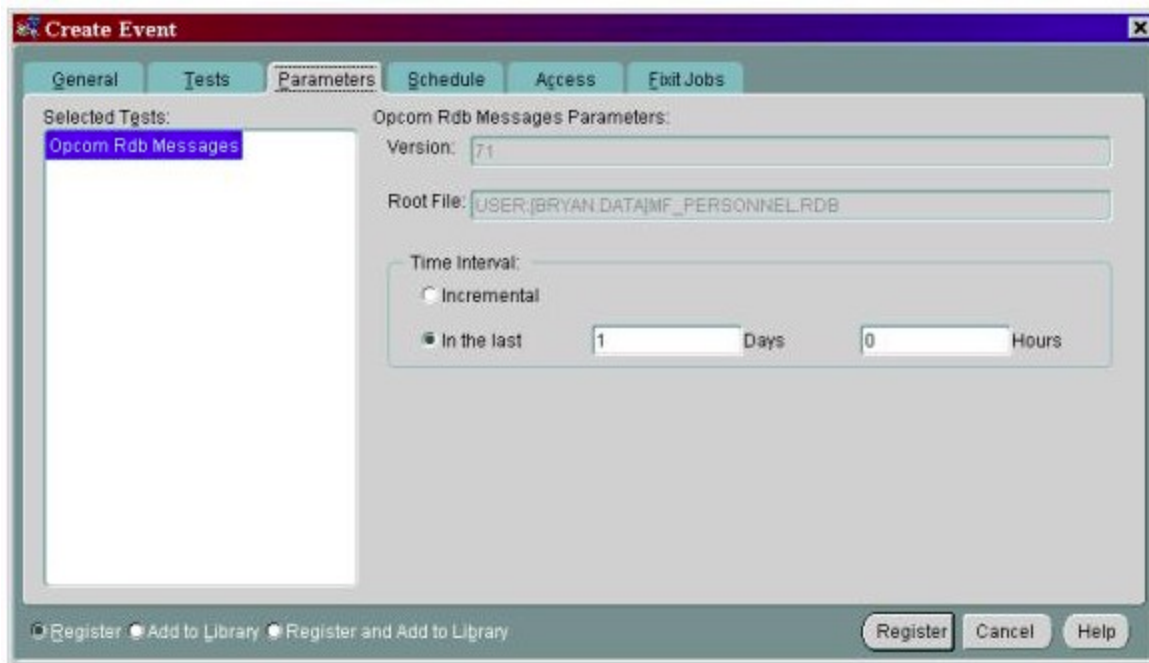 Create Event
General Tests Parameters Schedule Access Fixit Jobs
Selected Tests:
Opcom Rdb Messages
Opcom Rdb Messages Parameters:
Version: 71
Root File: USER:[BRYAN.DATA]MF_PERSONNEL.RDB
Time Interval:
Incremental
In the last 1 Days 0 Hours
Register Add to Library Register and Add to Library
Register Cancel Help